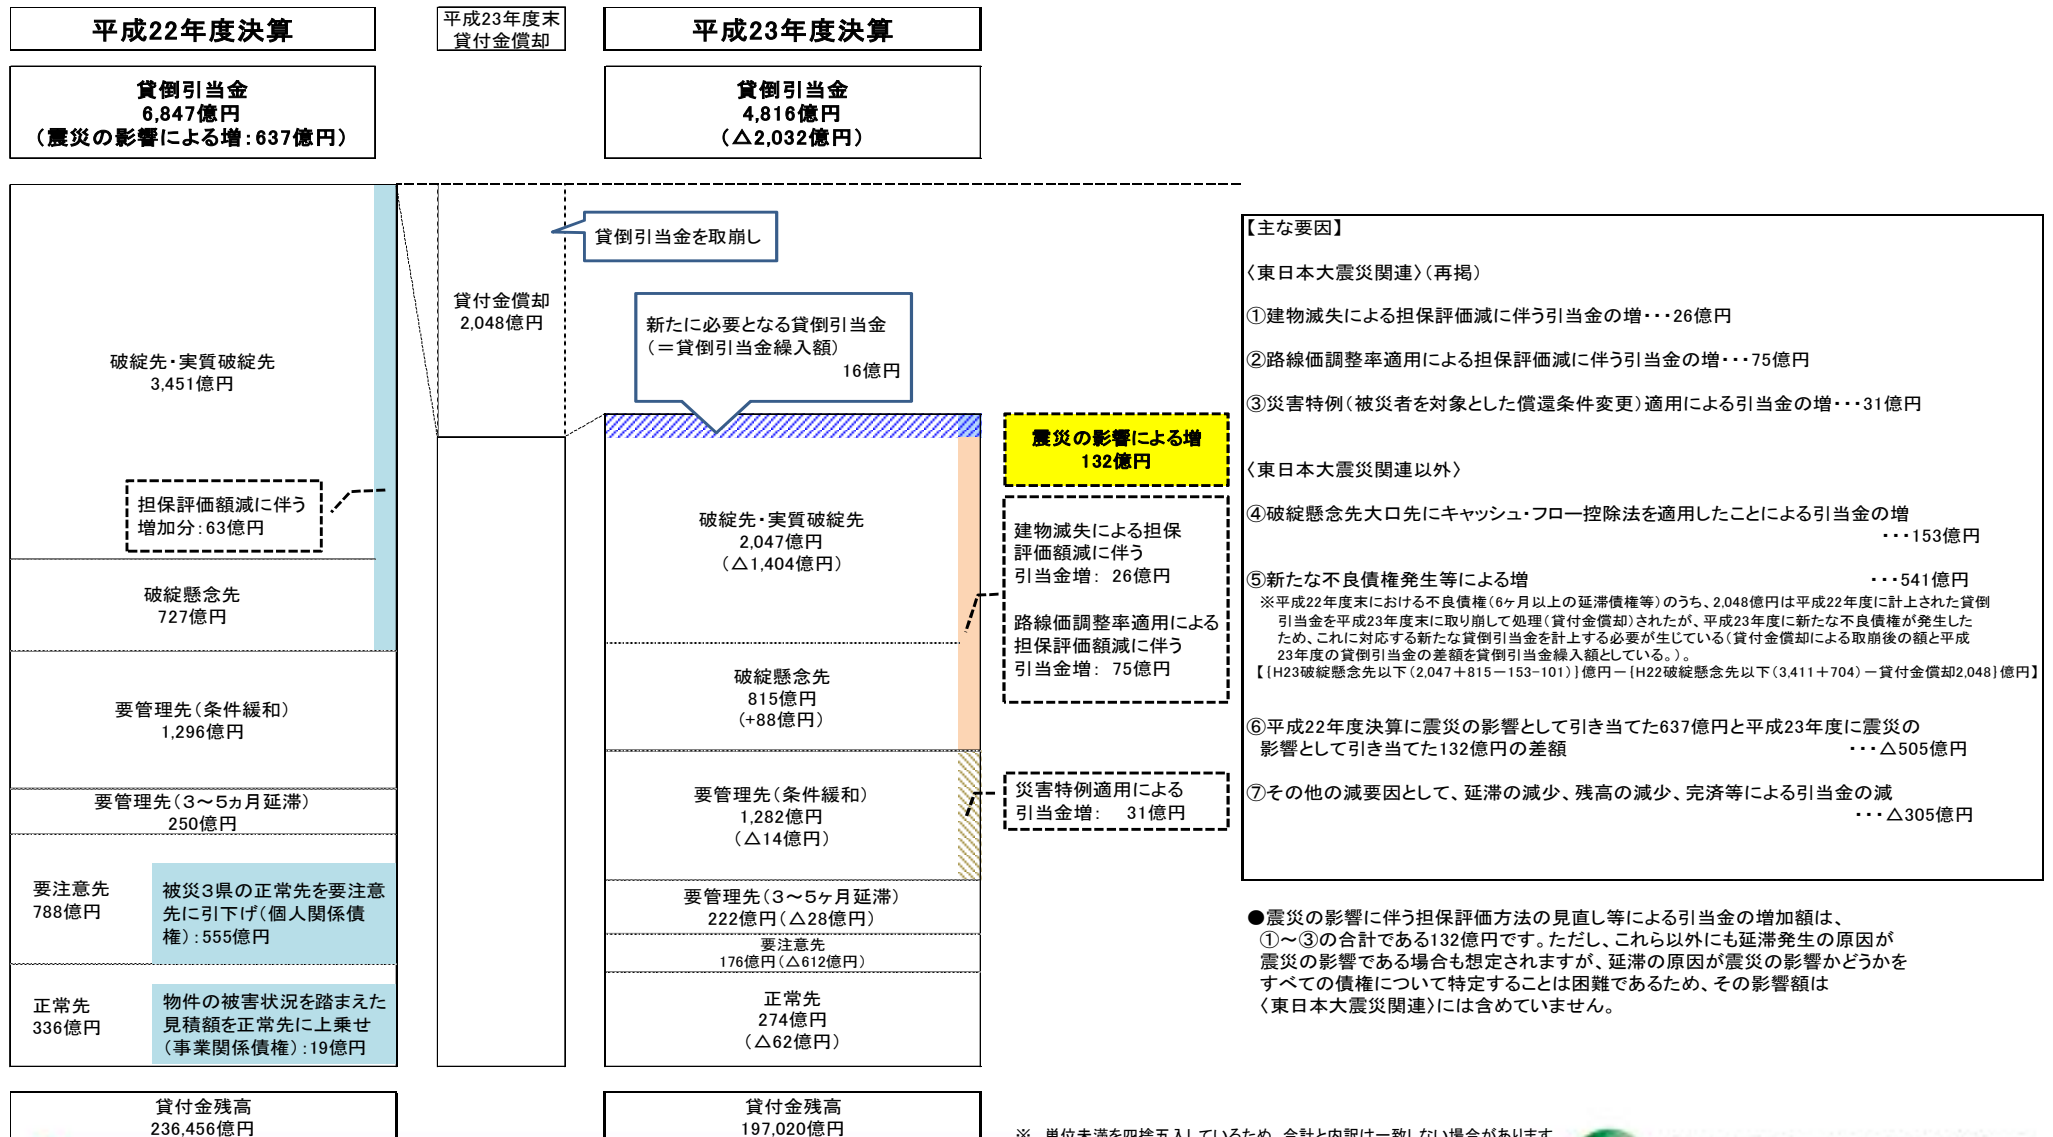 平成22年度決算
平成23年度末
貸付金償却
平成23年度決算
貸倒引当金
6,847億円
（震災の影響による増：637億円）
貸倒引当金
4,816億円
（△2,032億円）
破綻先・実質破綻先
3,451億円
担保評価額減に伴う
増加分：63億円
破綻懸念先
727億円
要管理先（条件緩和）
1,296億円
要管理先（３～５ヵ月延滞）
250億円
要注意先
788億円
被災３県の正常先を要注意
先に引下げ（個人関係債
権）：555億円
正常先
336億円
物件の被害状況を踏まえた
見積額を正常先に上乗せ
（事業関係債権）：19億円
貸付金残高
236,456億円
貸付金償却
2,048億円
貸倒引当金を取崩し
新たに必要となる貸倒引当金
（＝貸倒引当金繰入額）
16億円
破綻先・実質破綻先
2,047億円
（△1,404億円）
破綻懸念先
815億円
（+88億円）
要管理先（条件緩和）
1,282億円
（△14億円）
要管理先（３～５ヶ月延滞）
222億円（△28億円）
要注意先
176億円（△612億円）
正常先
274億円
（△62億円）
貸付金残高
197,020億円
震災の影響による増
132億円
建物滅失による担保
評価額減に伴う
引当金増： 26億円
路線価調整率適用による
担保評価額減に伴う
引当金増： 75億円
災害特例適用による
引当金増： 31億円
【主な要因】
〈東日本大震災関連〉（再掲）
①建物滅失による担保評価減に伴う引当金の増・・・26億円
②路線価調整率適用による担保評価減に伴う引当金の増・・・75億円
③災害特例（被災者を対象とした償還条件変更）適用による引当金の増・・・31億円
〈東日本大震災関連以外〉
④破綻懸念先大口先にキャッシュ・フロー控除法を適用したことによる引当金の増
・・・153億円
⑤新たな不良債権発生等による増 ・・・541億円
※平成22年度末における不良債権（6ヶ月以上の延滞債権等）のうち、2,048億円は平成22年度に計上された貸倒
引当金を平成23年度末に取り崩して処理（貸付金償却）されたが、平成23年度に新たな不良債権が発生した
ため、これに対応する新たな貸倒引当金を計上する必要が生じている（貸付金償却による取崩後の額と平成
23年度の貸倒引当金の差額を貸倒引当金繰入額としている。）。
【｛H23破綻懸念先以下（2,047＋815－153-101）｝億円－｛H22破綻懸念先以下（3,411＋704）－貸付金償却2,048｝億円】
⑥平成22年度決算に震災の影響として引き当てた637億円と平成23年度に震災の
影響として引き当てた132億円の差額 ・・・△505億円
⑦その他の減要因として、延滞の減少、残高の減少、完済等による引当金の減
・・・△305億円
●震災の影響に伴う担保評価方法の見直し等による引当金の増加額は、
①～③の合計である132億円です。ただし、これら以外にも延滞発生の原因が
震災の影響である場合も想定されますが、延滞の原因が震災の影響かどうかを
すべての債権について特定することは困難であるため、その影響額は
〈東日本大震災関連〉には含めていません。
※ 単位未満を四捨五入しているため、合計と内訳は一致しない場合があります